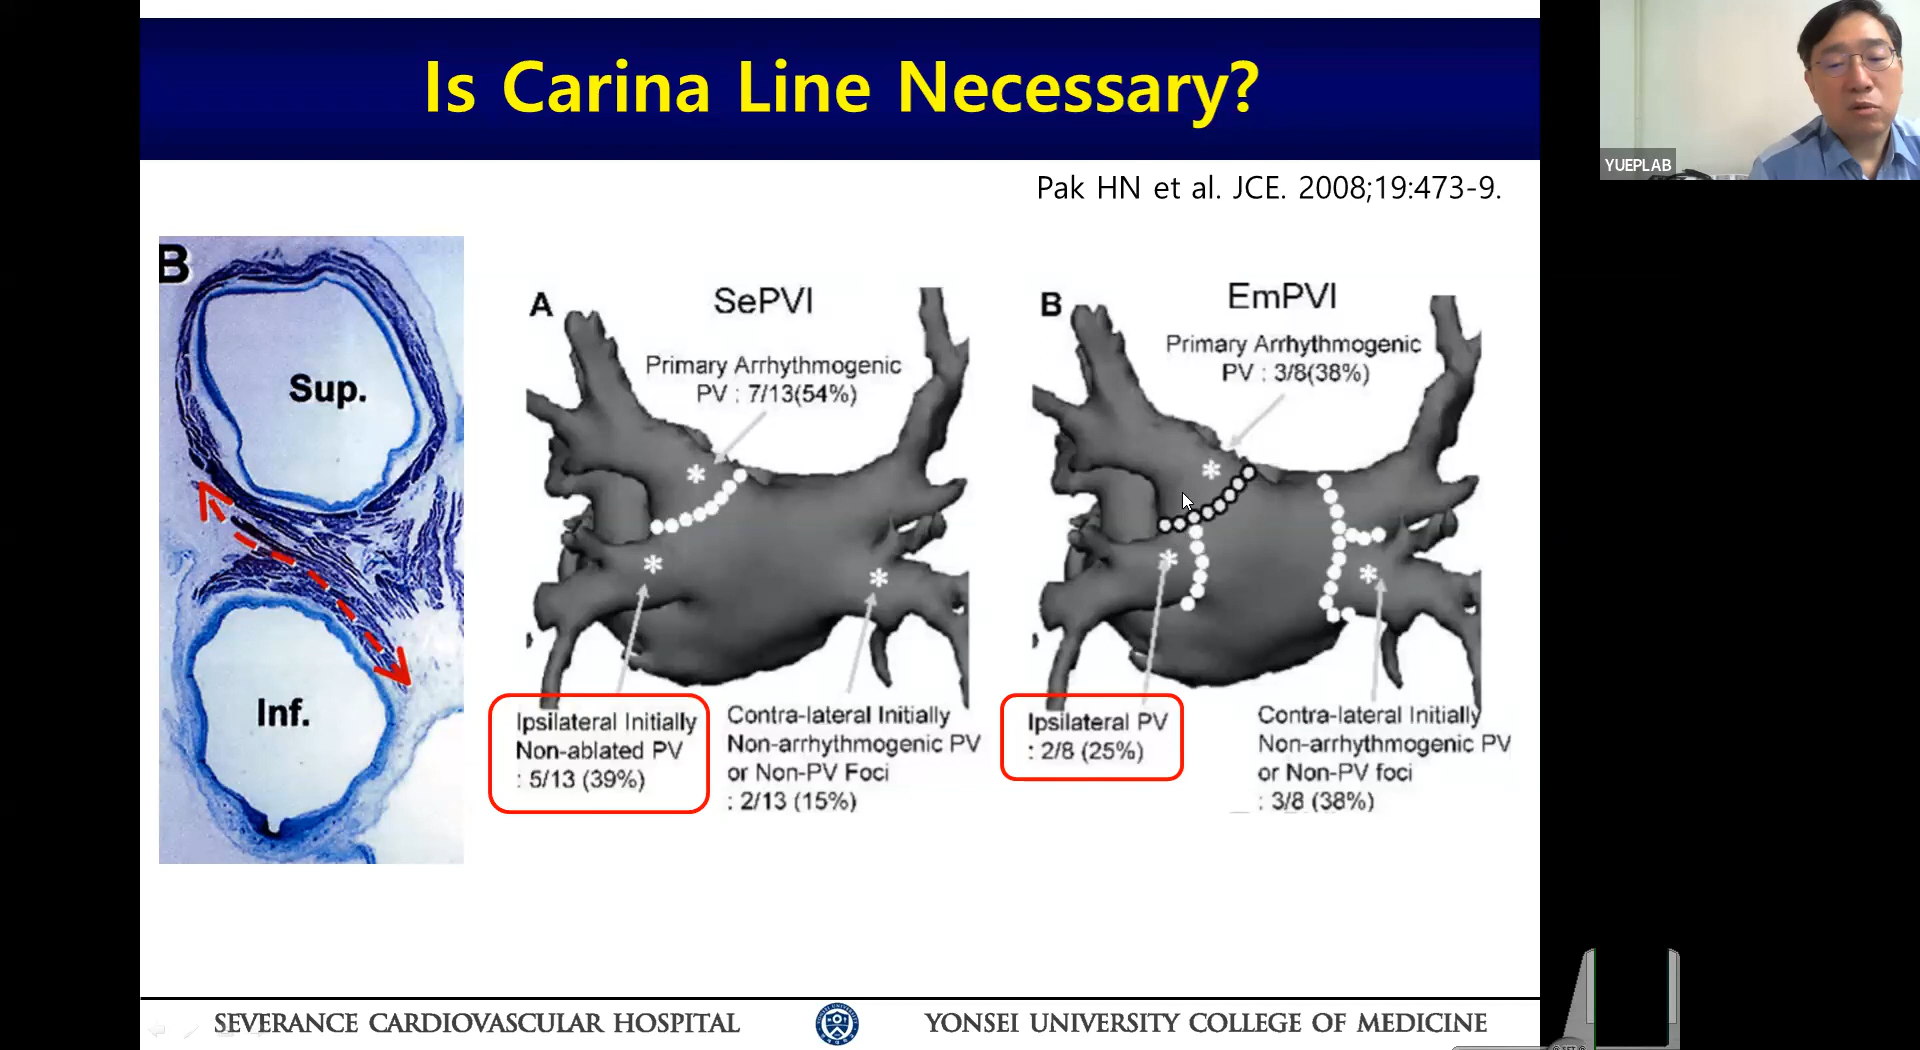 Is Carina Line Necessary?
YUEPLAB
Pak HN et al. JCE. 2008;19:473-9.
B
Sup.
Inf.
A
SePVI
Primary Arrhythmogenic
PV : 7/13(54%)
*
*
*
Ipsilateral Initially
Non-ablated PV
: 5/13 (39%)
Contra-lateral Initially
Non-arrhythmogenic PV
or Non-PV Foci
: 2/13 (15%)
B
EmPVI
Primary Arrhythmogenic
PV : 3/8(38%)
*
*
*
Ipsilateral PV
: 2/8 (25%)
Contra-lateral Initially
Non-arrhythmogenic PV
or Non-PV foci
: 3/8 (38%)
SEVERANCE CARDIOVASCULAR HOSPITAL
YONSEI UNIVERSITY COLLEGE OF MEDICINE